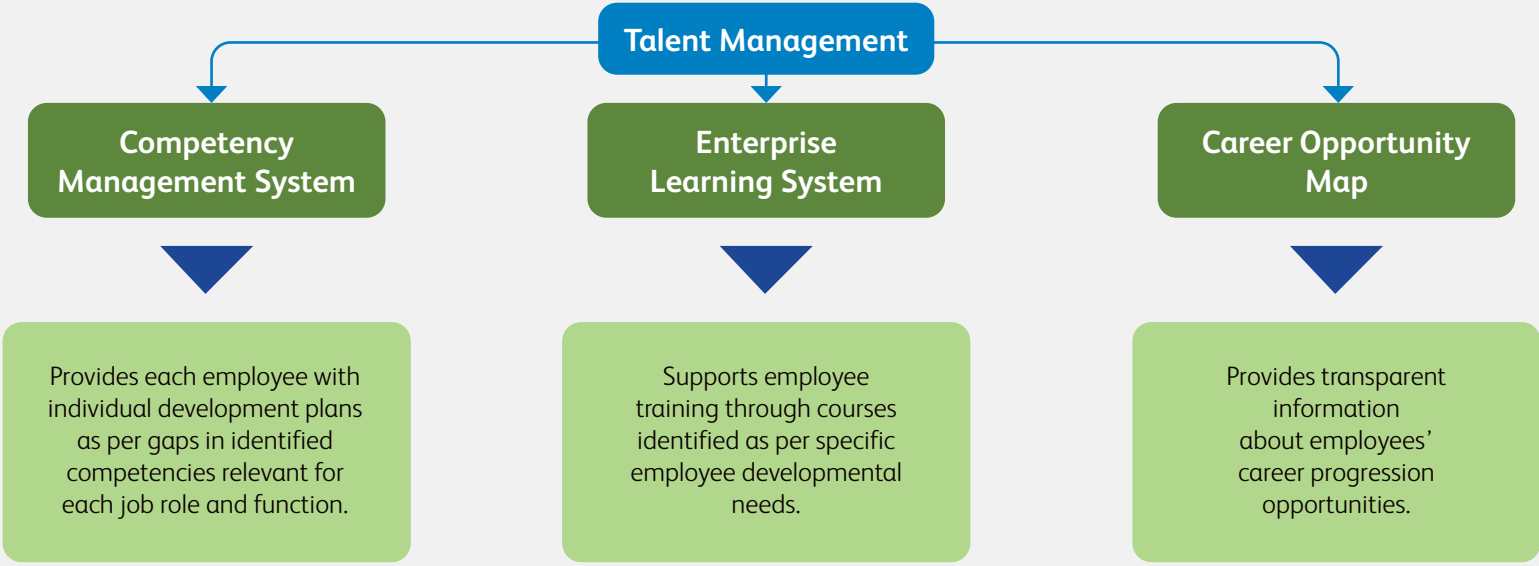 Talent Management
Competency
Management System
Enterprise
Learning System
Career Opportunity
Map
Provides each employee with
individual development plans
as per gaps in identified
competencies relevant for
each job role and function.
Supports employee
training through courses
identified as per specific
employee developmental
needs.
Provides transparent
information
about employees’
career progression
opportunities.